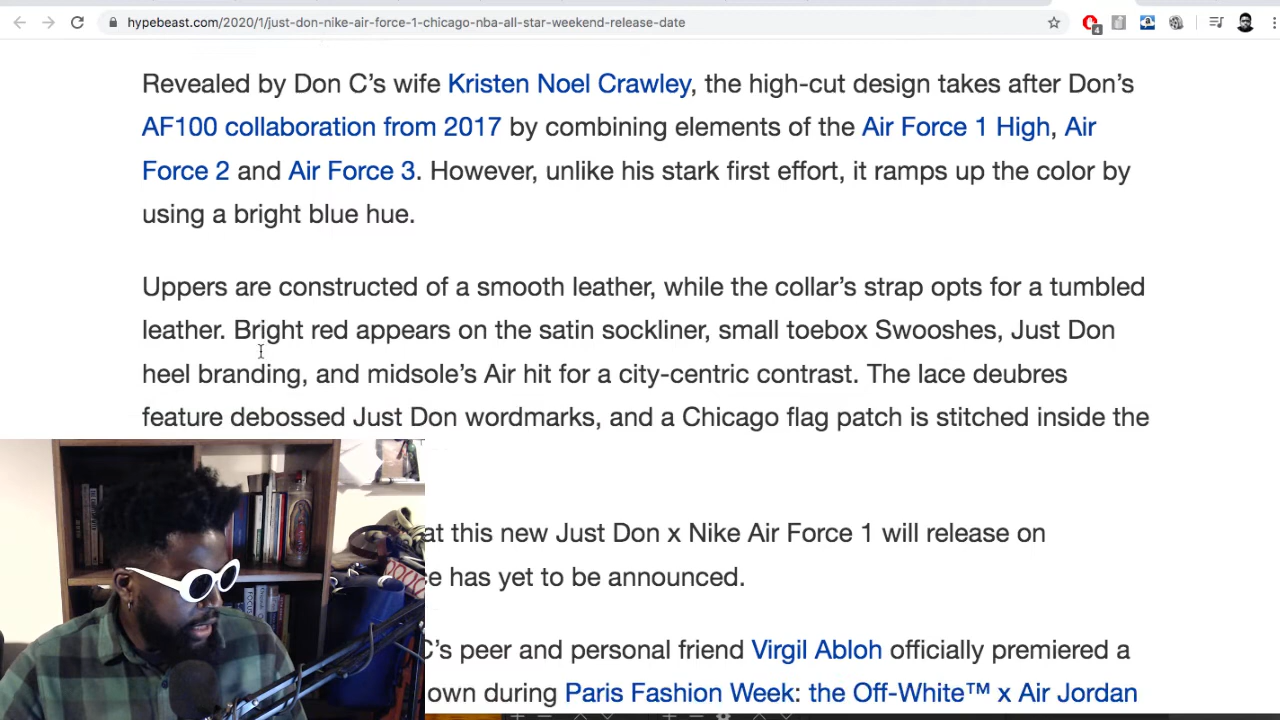 hypebeast.com/2020/1/just-don-nike-air-force-1-chicago-nba-all-star-weekend-release-date
4
Revealed by Don C’s wife Kristen Noel Crawley, the high-cut design takes after Don’s
AF100 collaboration from 2017 by combining elements of the Air Force 1 High, Air
Force 2 and Air Force 3. However, unlike his stark first effort, it ramps up the color by
using a bright blue hue.
Uppers are constructed of a smooth leather, while the collar’s strap opts for a tumbled
leather. Bright red appears on the satin sockliner, small toebox Swooshes, Just Don
heel branding, and midsole’s Air hit for a city-centric contrast. The lace deubres
feature debossed Just Don wordmarks, and a Chicago flag patch is stitched inside the
at this new Just Don x Nike Air Force 1 will release on
e has yet to be announced.
C’s peer and personal friend Virgil Abloh officially premiered a
own during Paris Fashion Week: the Off-White™ x Air Jordan